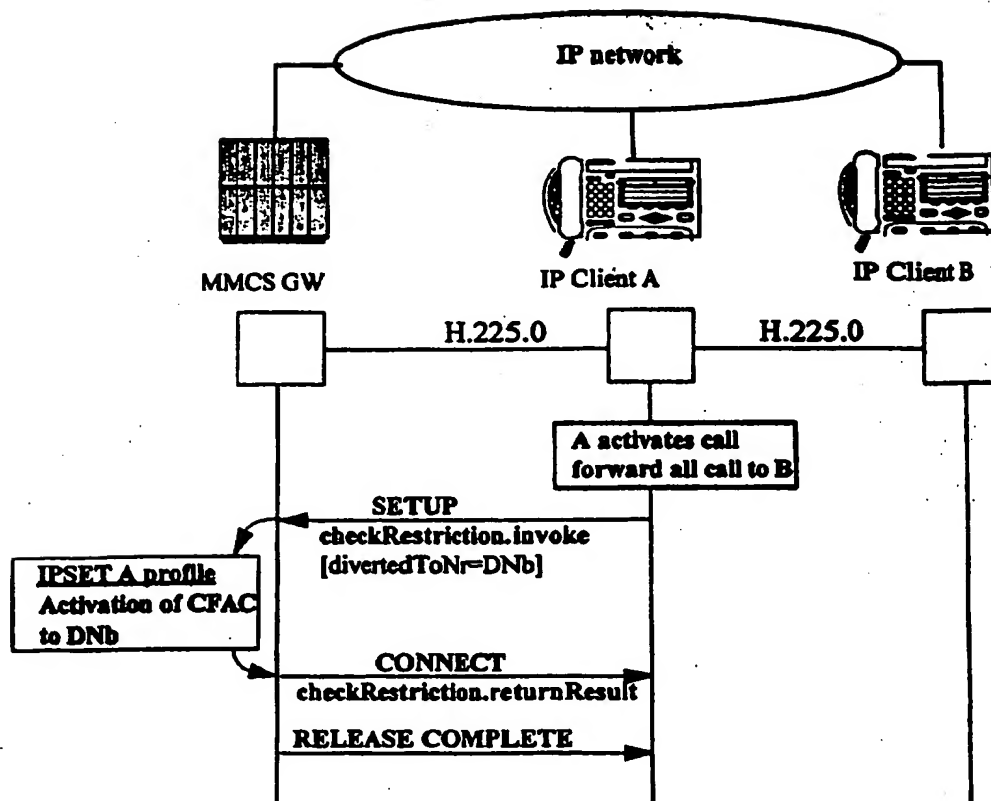 IP network
MMCS GW
IP Client A
IP Client B
H.225.0
H.225.0
A activates call
forward all call to B
SETUP
checkRestriction.invoke
[divertedToNr=DNb]
IPSET A profile
Activation of CFAC
to DNb
CONNECT
checkRestriction.returnResult
RELEASE COMPLETE